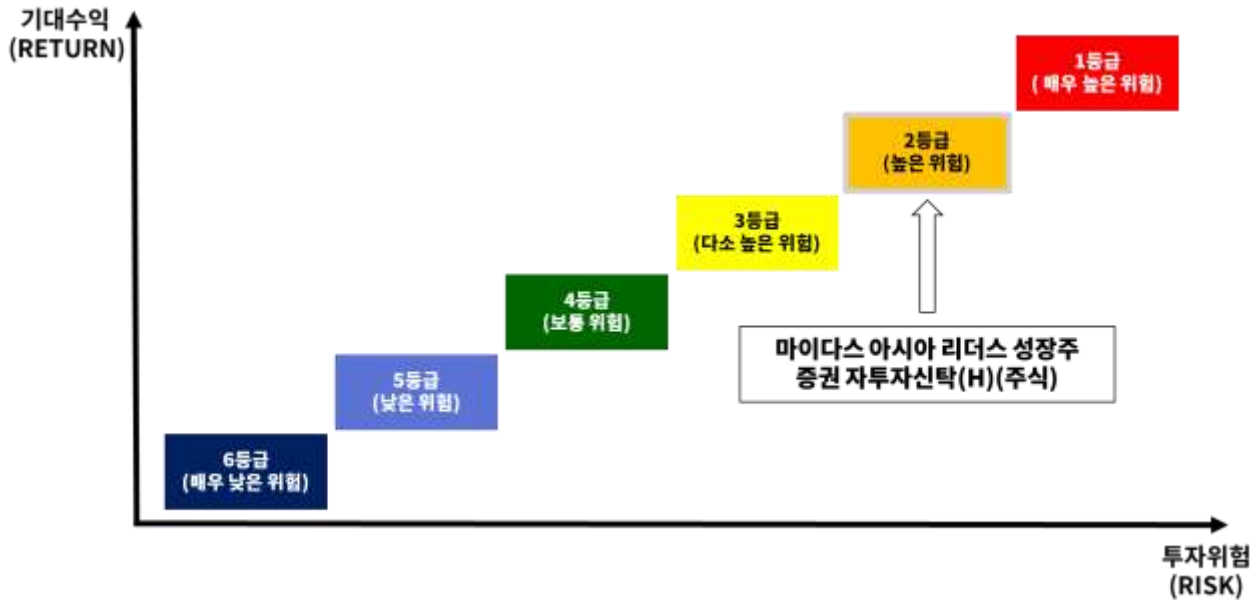 기대수익
(RETURN)
1등급
( 매우 높은 위험)
2등급
(높은 위험)
3등급
(다소 높은 위험)
4등급
(보통 위험)
마이다스 아시아 리더스 성장주
증권 자투자신탁(H)(주식)
5등급
(낮은 위험)
6등급
(매우 낮은 위험)
투자위험
(RISK)